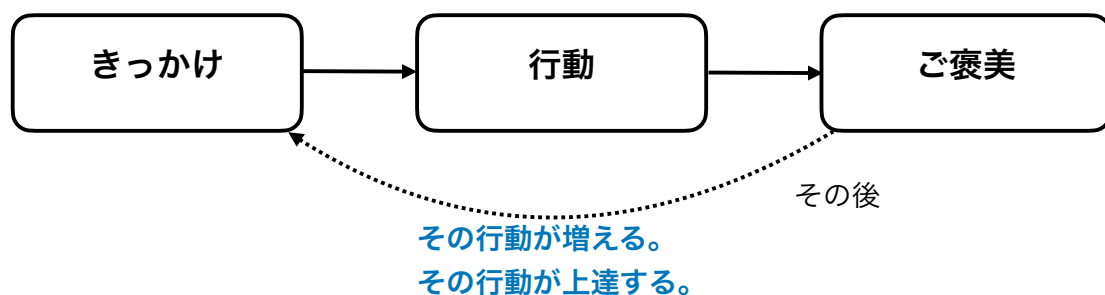 きっかけ
行動
ご褒美
その後
その行動が増える。
その行動が上達する。